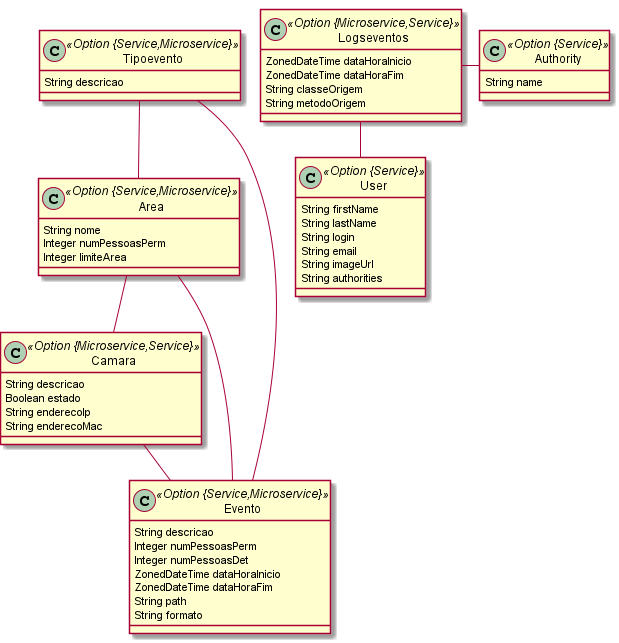 C «Option {Service,Microservice}»
Tipoevento
String descricao
C «Option {Microservice,Service}»
Logseventos
ZonedDateTime dataHoraInicio
ZonedDateTime dataHoraFim
String classeOrigem
String metodoOrigem
C «Option {Service}»
Authority
String name
C «Option {Service,Microservice}»
Area
String nome
Integer numPessoasPerm
Integer limiteArea
C «Option {Service}»
User
String firstName
String lastName
String login
String email
String imageUrl
String authorities
C «Option {Microservice,Service}»
Camara
String descricao
Boolean estado
String enderecoIp
String enderecoMac
C «Option {Service,Microservice}»
Evento
String descricao
Integer numPessoasPerm
Integer numPessoasDet
ZonedDateTime dataHoraInicio
ZonedDateTime dataHoraFim
String path
String formato